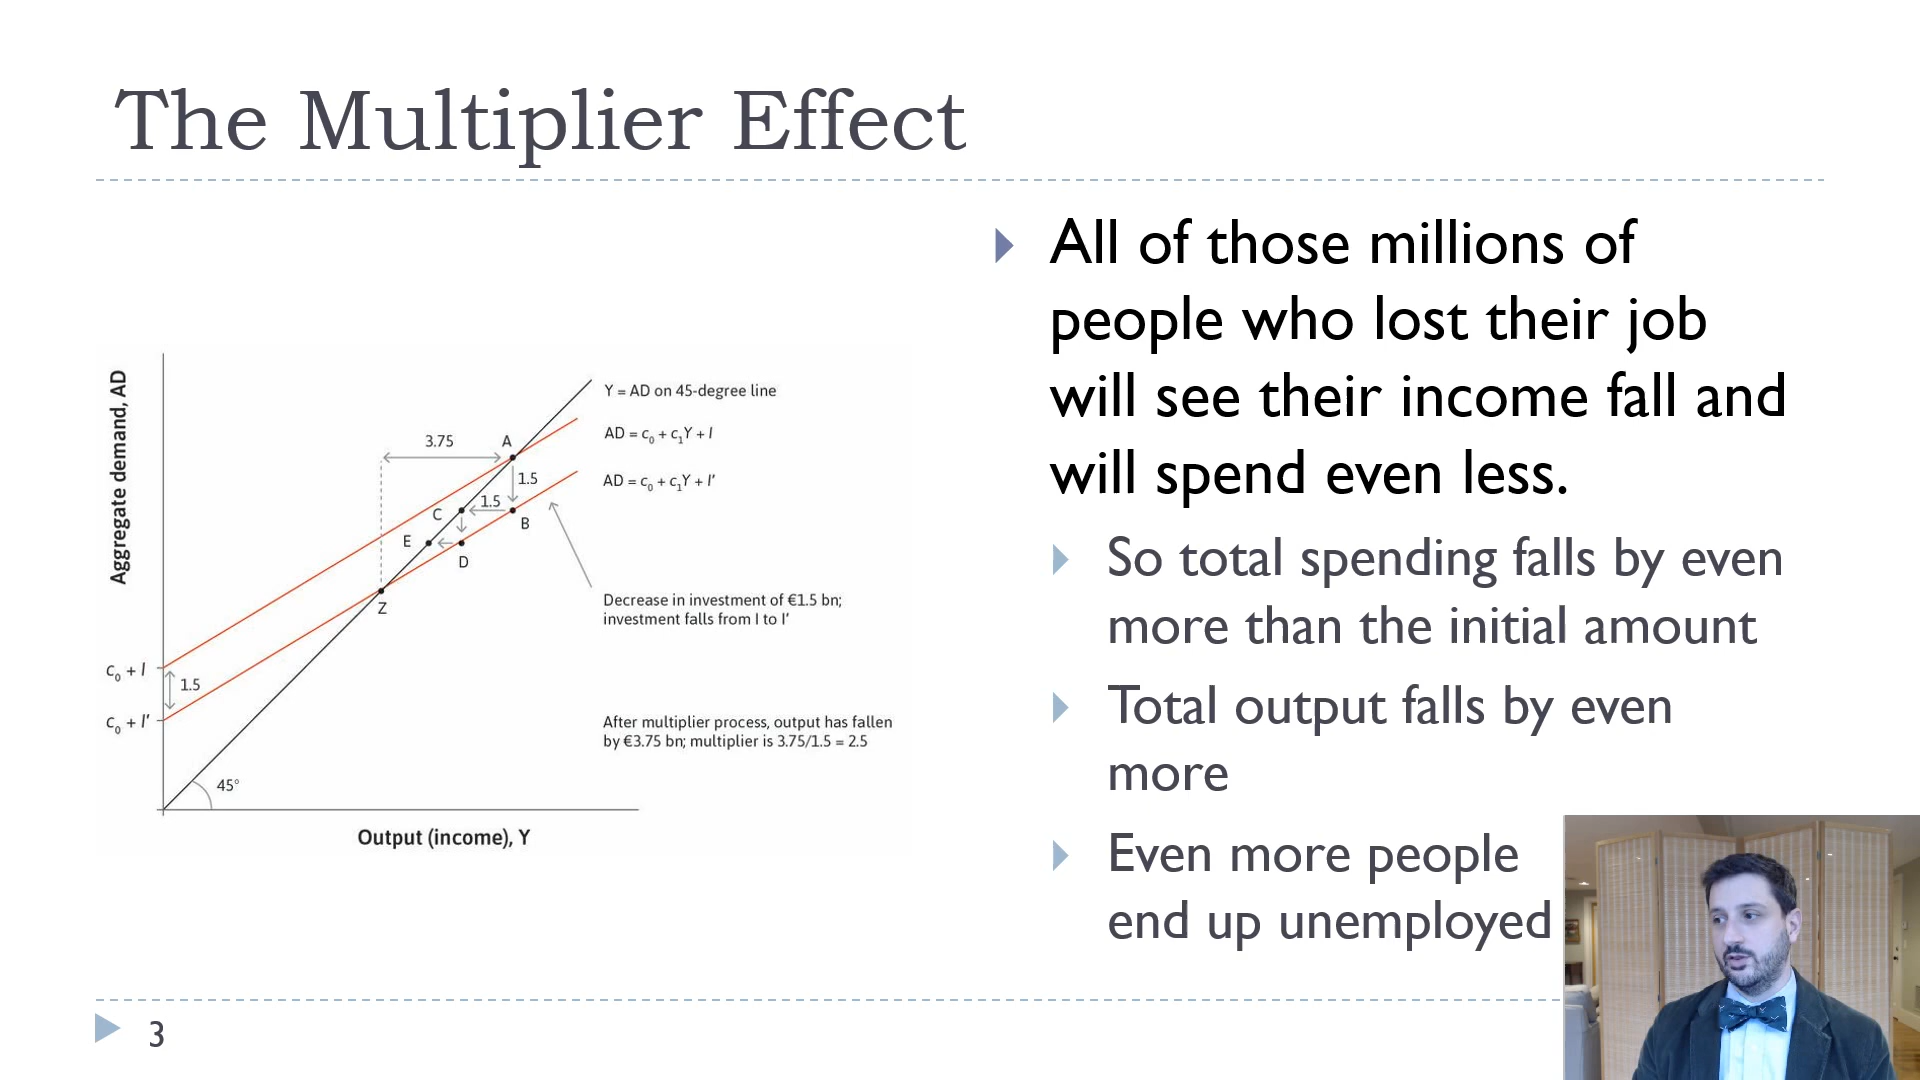 The Multiplier Effect
Aggregate demand, AD
Y = AD on 45-degree line
AD = c₀ + c₁Y + I
AD = c₀ + c₁Y + I′
3.75
A
1.5
1.5
C
B
E
D
Z
Decrease in investment of €1.5 bn;
investment falls from I to I′
c₀ + I
1.5
c₀ + I′
After multiplier process, output has fallen
by €3.75 bn; multiplier is 3.75/1.5 = 2.5
45°
Output (income), Y
All of those millions of
people who lost their job
will see their income fall and
will spend even less.
So total spending falls by even
more than the initial amount
Total output falls by even
more
Even more people
end up unemployed
3